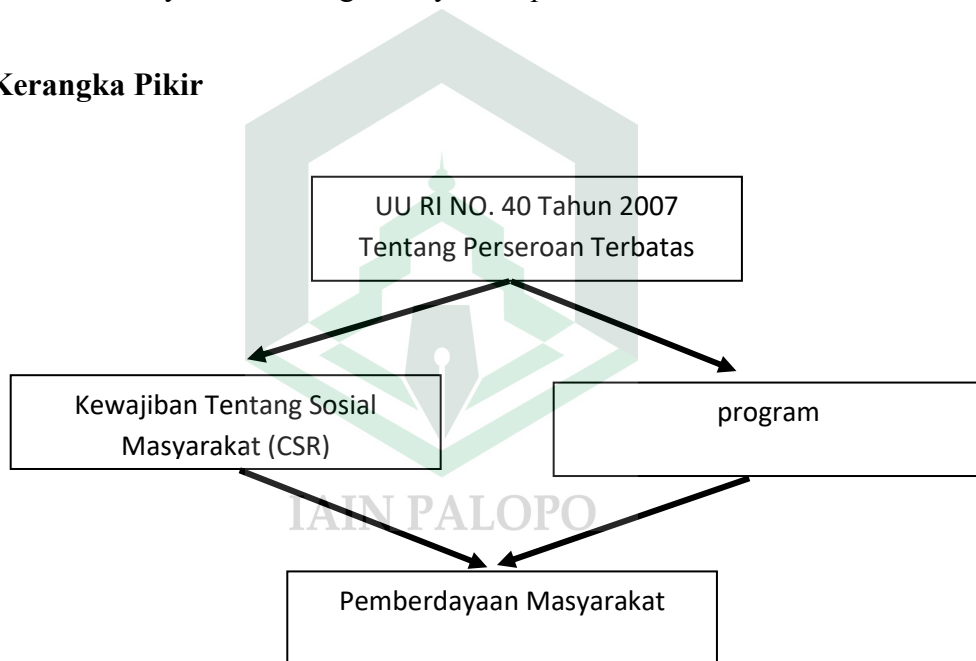 Kerangka Pikir
UU RI NO. 40 Tahun 2007
Tentang Perseroan Terbatas
Kewajiban Tentang Sosial
Masyarakat (CSR)
program
IAIN PALOPO
Pemberdayaan Masyarakat